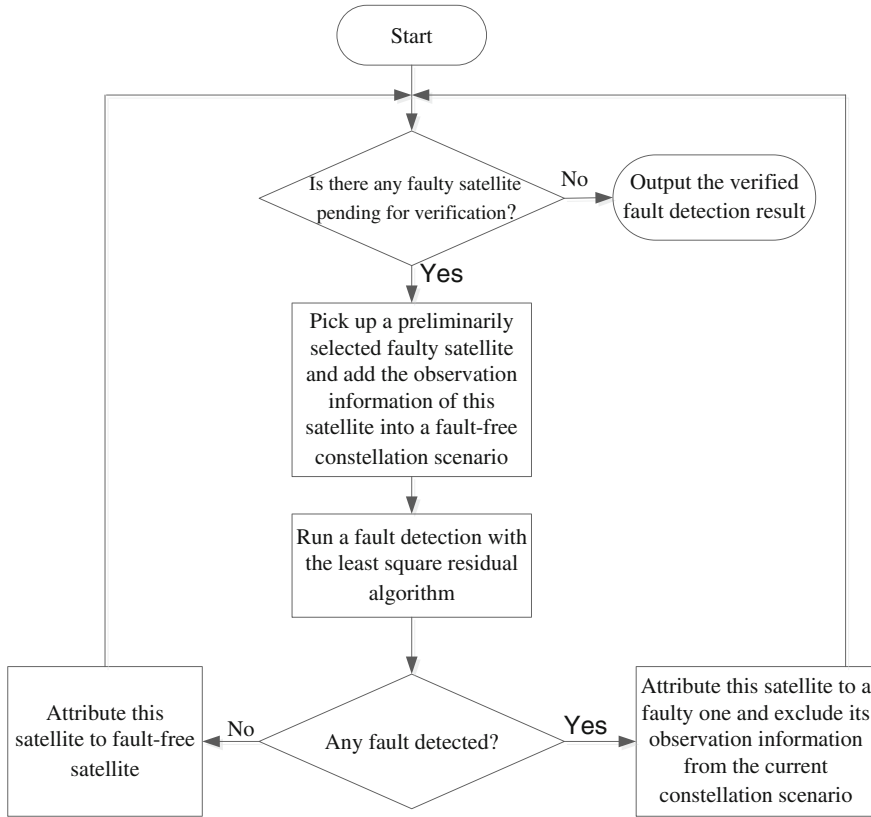 Start
Is there any faulty satellite
pending for verification?
No
Output the verified
fault detection result
Yes
Pick up a preliminarily
selected faulty satellite
and add the observation
information of this
satellite into a fault-free
constellation scenario
Run a fault detection with
the least square residual
algorithm
Any fault detected?
No
Attribute this
satellite to fault-free
satellite
Yes
Attribute this satellite to a
faulty one and exclude its
observation information
from the current
constellation scenario